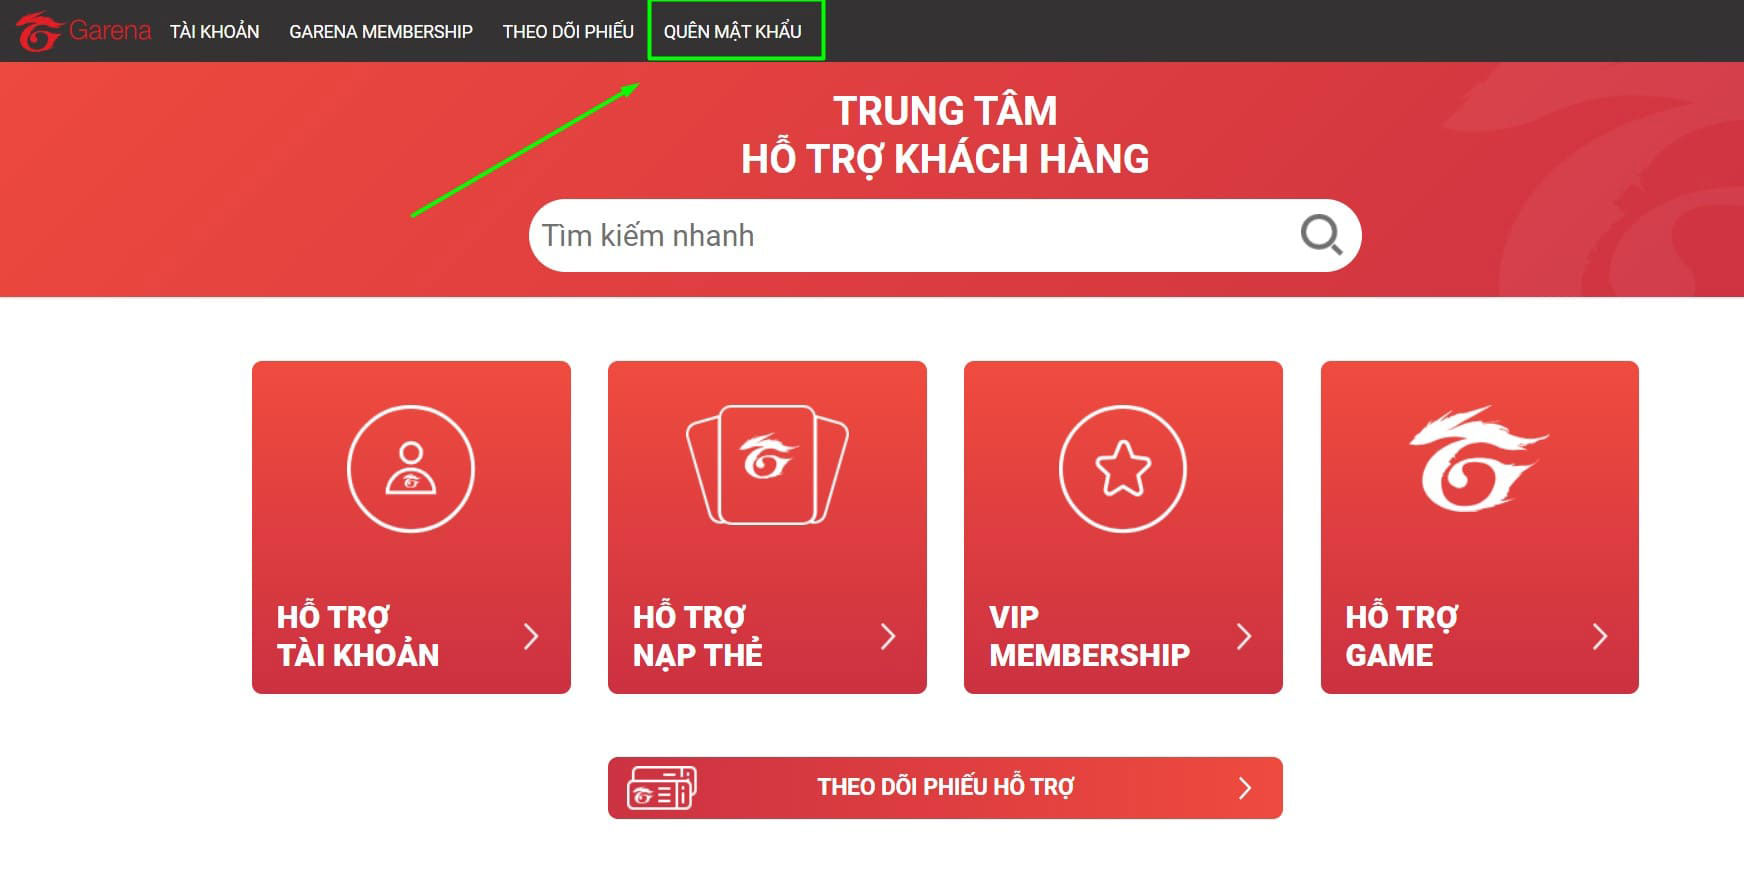 Garena TÀI KHOẢN GARENA MEMBERSHIP THEO DÕI PHIẾU QUÊN MẬT KHẨU
TRUNG TÂM
HỖ TRỢ KHÁCH HÀNG
Tìm kiếm nhanh
HỖ TRỢ
TÀI KHOẢN
HỖ TRỢ
NẠP THẺ
VIP
MEMBERSHIP
HỖ TRỢ
GAME
THEO DÕI PHIẾU HỖ TRỢ